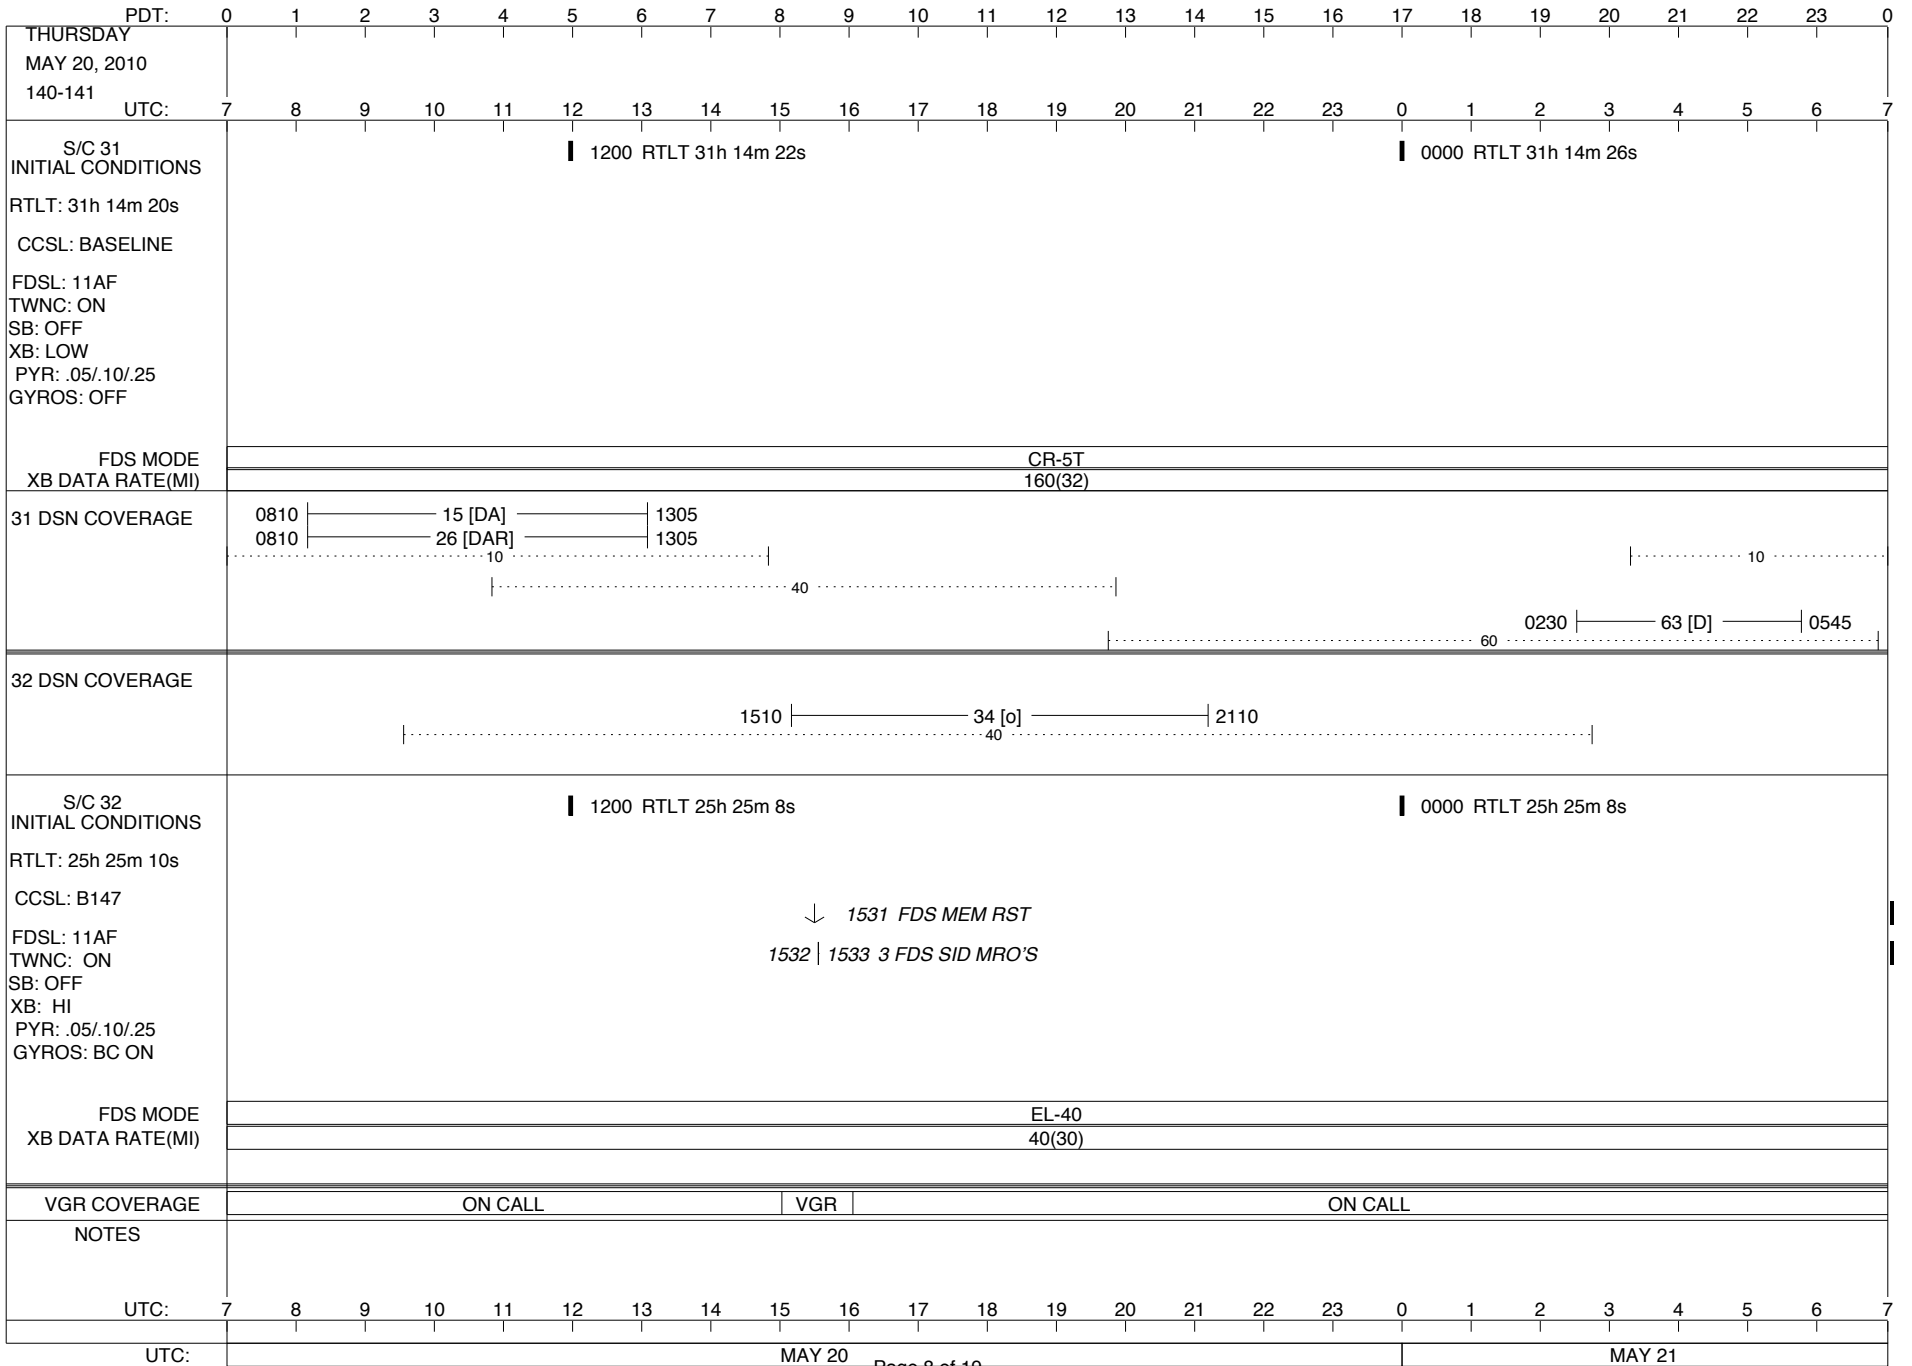 PDT: 0 1 2 3 4 5 6 7 8 9 10 11 12 13 14 15 16 17 18 19 20 21 22 23 0
THURSDAY
MAY 20, 2010
140-141
UTC: 7 8 9 10 11 12 13 14 15 16 17 18 19 20 21 22 23 0 1 2 3 4 5 6 7
S/C 31
INITIAL CONDITIONS
1200 RTLT 31h 14m 22s
0000 RTLT 31h 14m 26s
RTLT: 31h 14m 20s
CCSL: BASELINE
FDSL: 11AF
TWNC: ON
SB: OFF
XB: LOW
PYR: .05/.10/.25
GYROS: OFF
FDS MODE CR-5T
XB DATA RATE(MI) 160(32)
31 DSN COVERAGE
0810 15 [DA] 1305
0810 26 [DAR] 1305
10 10
40
0230 63 [D] 0545
60
32 DSN COVERAGE
1510 34 [o] 2110
40
S/C 32
INITIAL CONDITIONS
1200 RTLT 25h 25m 8s
0000 RTLT 25h 25m 8s
RTLT: 25h 25m 10s
CCSL: B147
1531 FDS MEM RST
FDSL: 11AF
1532 1533 3 FDS SID MRO'S
TWNC: ON
SB: OFF
XB: HI
PYR: .05/.10/.25
GYROS: BC ON
FDS MODE EL-40
XB DATA RATE(MI) 40(30)
VGR COVERAGE ON CALL VGR ON CALL
NOTES
UTC: 7 8 9 10 11 12 13 14 15 16 17 18 19 20 21 22 23 0 1 2 3 4 5 6 7
UTC: MAY 20 MAY 21
Page 8 of 19